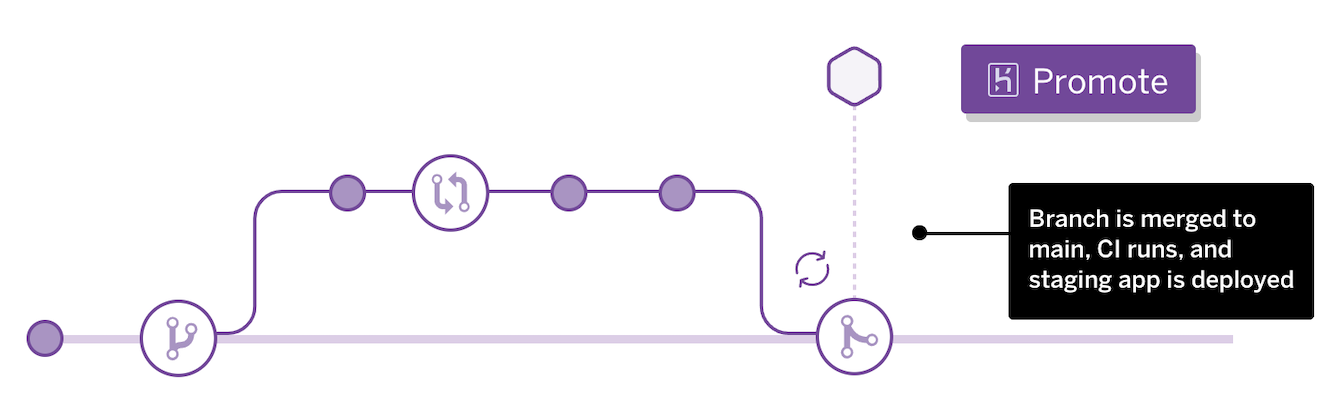 Promote
Branch is merged to
main, CI runs, and
staging app is deployed